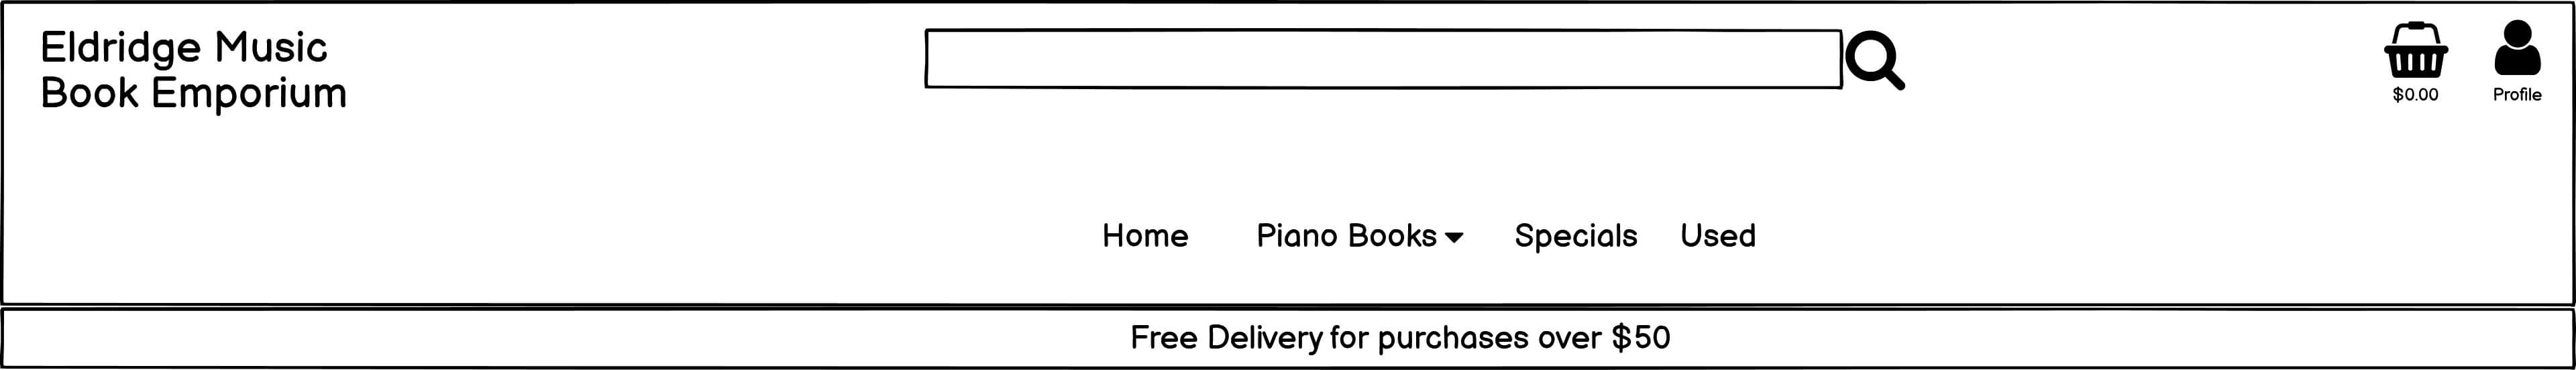 Eldridge Music
Book Emporium
$0.00
Profile
Home
Piano Books
Specials
Used
Free Delivery for purchases over $50